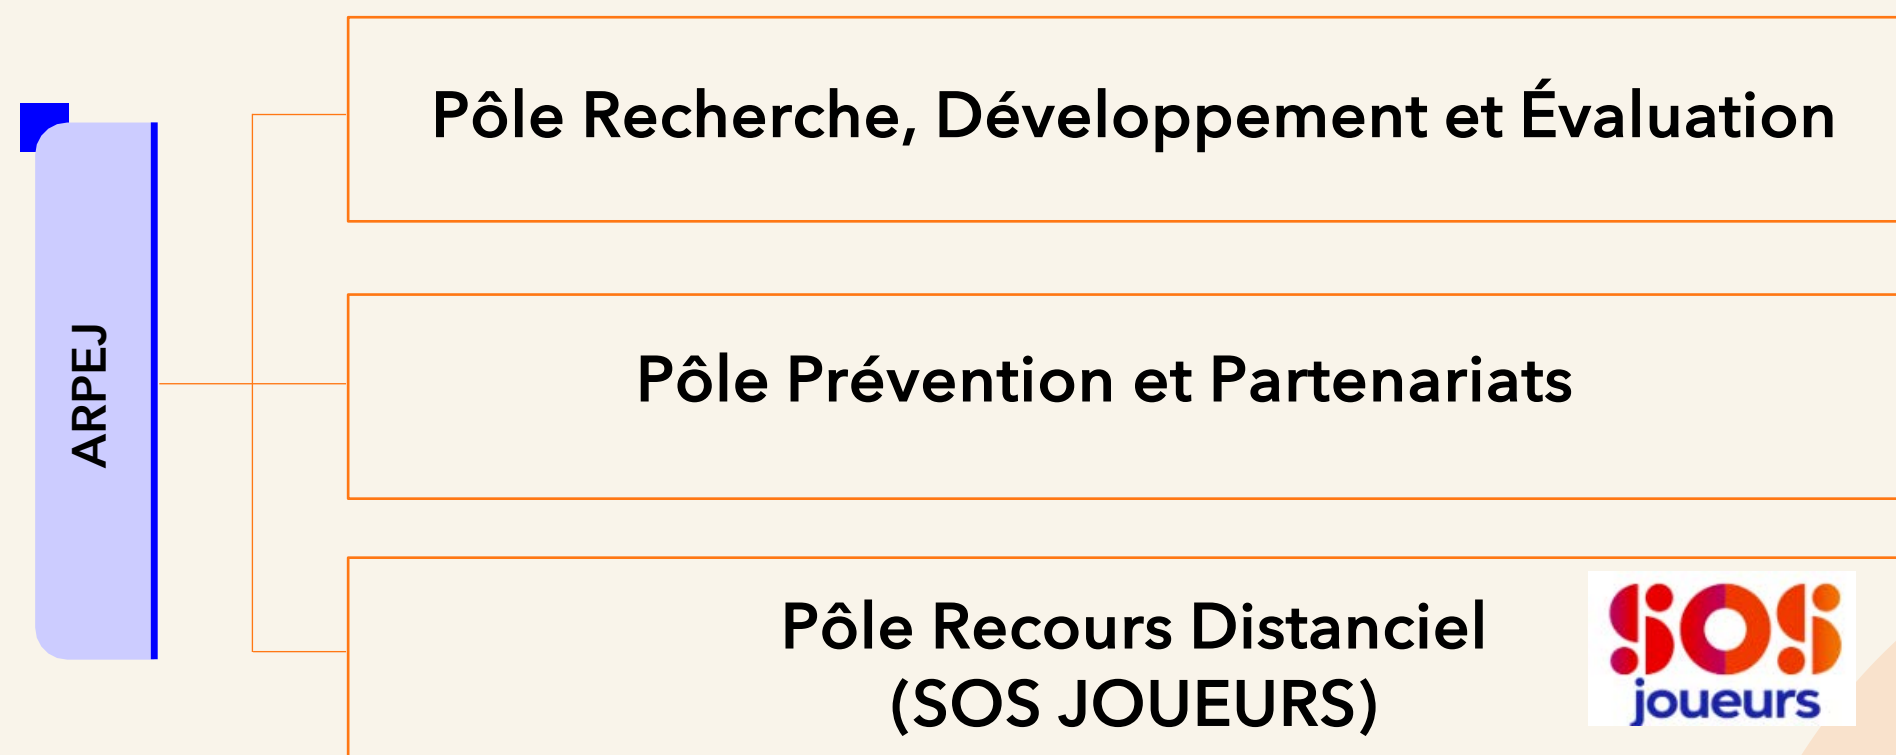 ARPEJ
Pôle Recherche, Développement et Évaluation
Pôle Prévention et Partenariats
Pôle Recours Distanciel
(SOS JOUEURS)
SOS
joueurs